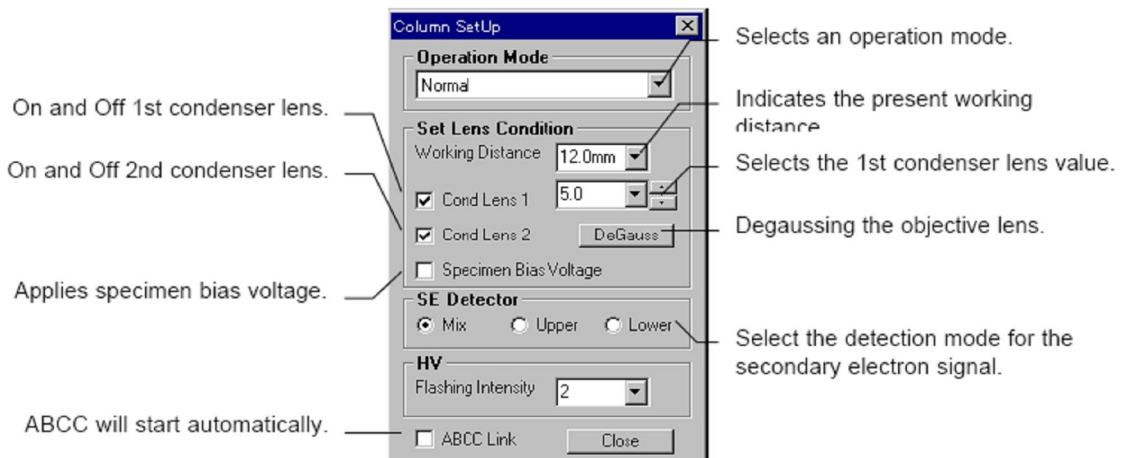 Column SetUp
Operation Mode
Normal
Set Lens Condition
Working Distance 12.0mm
Cond Lens 1 5.0
Cond Lens 2 DeGauss
Specimen Bias Voltage
SE Detector
Mix Upper Lower
HV
Flashing Intensity 2
ABCC Link Close
On and Off 1st condenser lens.
On and Off 2nd condenser lens.
Applies specimen bias voltage.
ABCC will start automatically.
Selects an operation mode.
Indicates the present working
distance
Selects the 1st condenser lens value.
Degaussing the objective lens.
Select the detection mode for the
secondary electron signal.